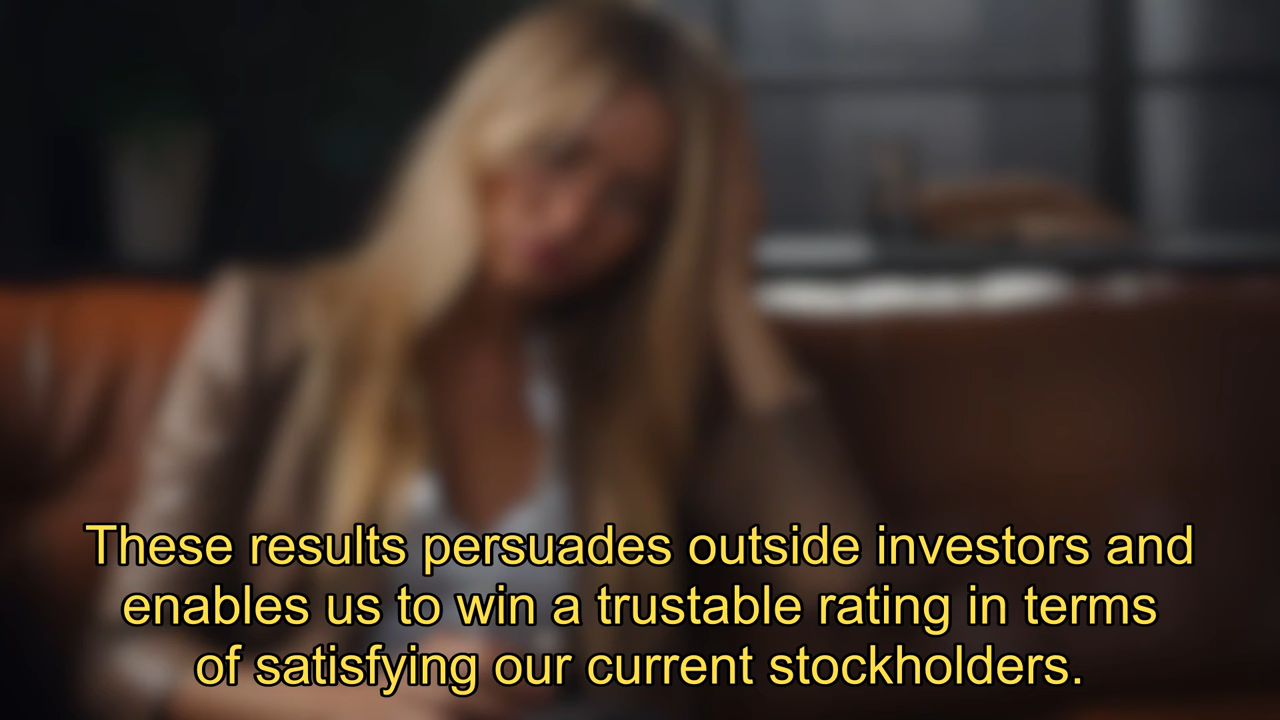 These results persuades outside investors and
enables us to win a trustable rating in terms
of satisfying our current stockholders.